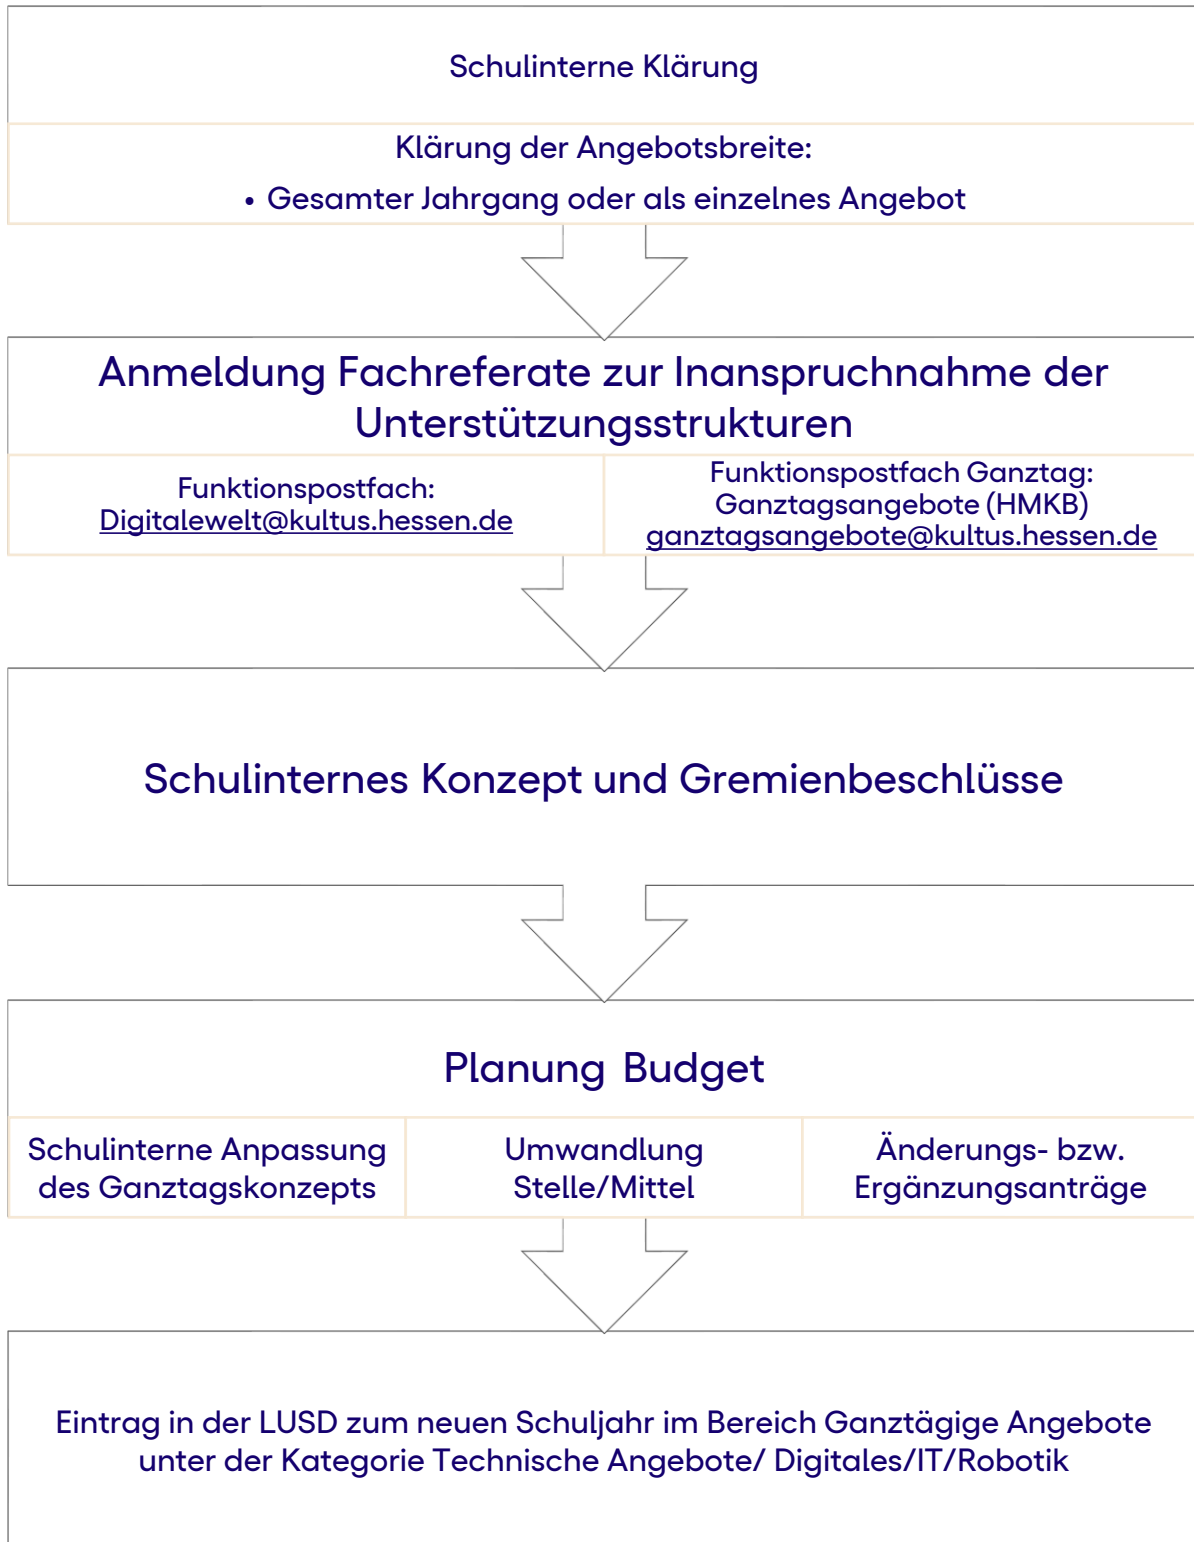 Schulinterne Klärung
Klärung der Angebotsbreite:
• Gesamter Jahrgang oder als einzelnes Angebot
Anmeldung Fachreferate zur Inanspruchnahme der
Unterstützungsstrukturen
Funktionspostfach:
Digitalewelt@kultus.hessen.de
Funktionspostfach Ganztag:
Ganztagsangebote (HMKB)
ganztagsangebote@kultus.hessen.de
Schulinternes Konzept und Gremienbeschlüsse
Planung Budget
Schulinterne Anpassung
des Ganztagskonzepts
Umwandlung
Stelle/Mittel
Änderungs- bzw.
Ergänzungsanträge
Eintrag in der LUSD zum neuen Schuljahr im Bereich Ganztägige Angebote
unter der Kategorie Technische Angebote/ Digitales/IT/Robotik